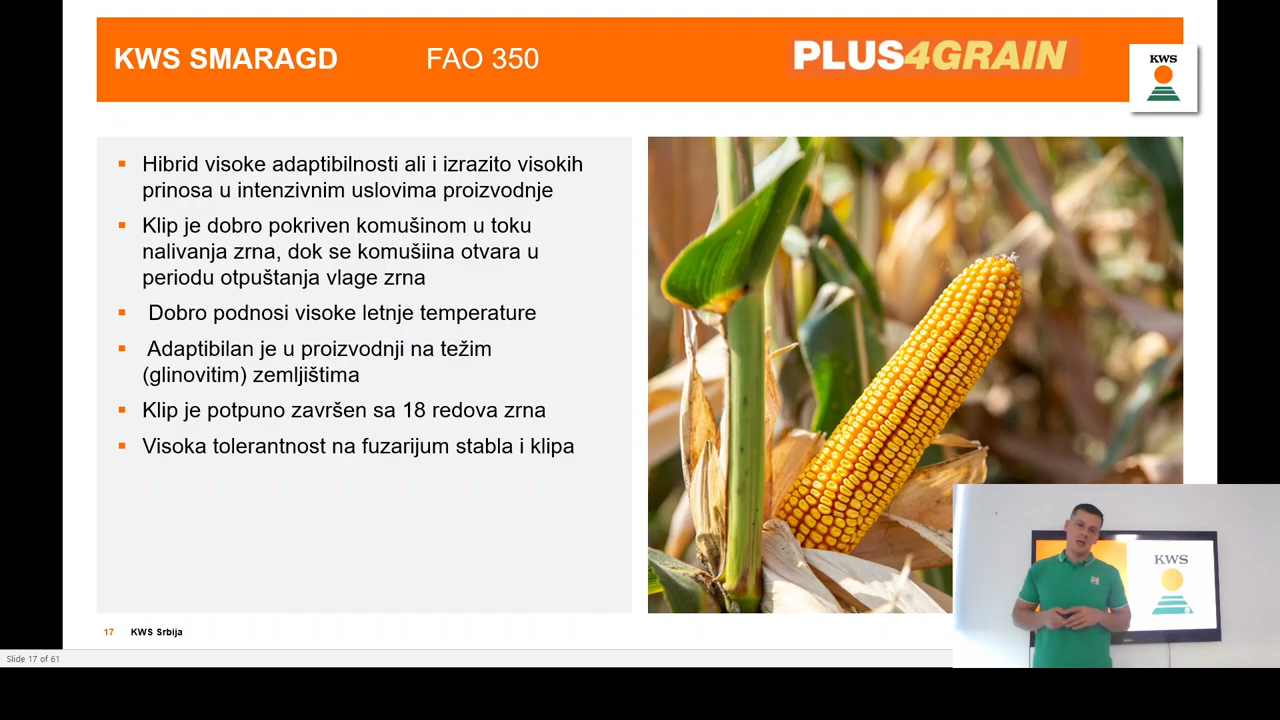 KWS SMARAGD FAO 350 PLUS4GRAIN
KWS
Hibrid visoke adaptibilnosti ali i izrazito visokih
prinosa u intenzivnim uslovima proizvodnje
Klip je dobro pokriven komušinom u toku
nalivanja zrna, dok se komušiina otvara u
periodu otpuštanja vlage zrna
Dobro podnosi visoke letnje temperature
Adaptibilan je u proizvodnji na težim
(glinovitim) zemljištima
Klip je potpuno završen sa 18 redova zrna
Visoka tolerantnost na fuzarijum stabla i klipa
KWS
17 KWS Srbija
Slide 17 of 61